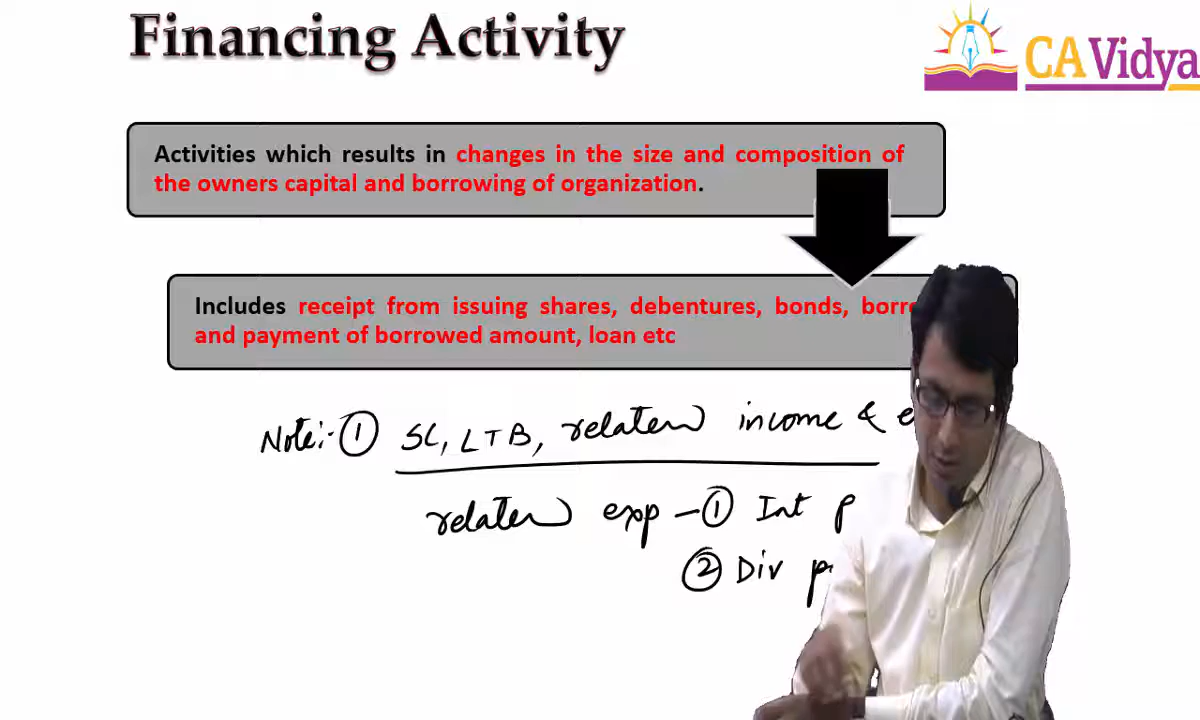 Financing Activity
CA Vidya
Activities which results in changes in the size and composition of
the owners capital and borrowing of organization.
Includes receipt from issuing shares, debentures, bonds,
and payment of borrowed amount, loan etc
Note:- ① SC, LTB, related income &
related exp - ① Int
② Div